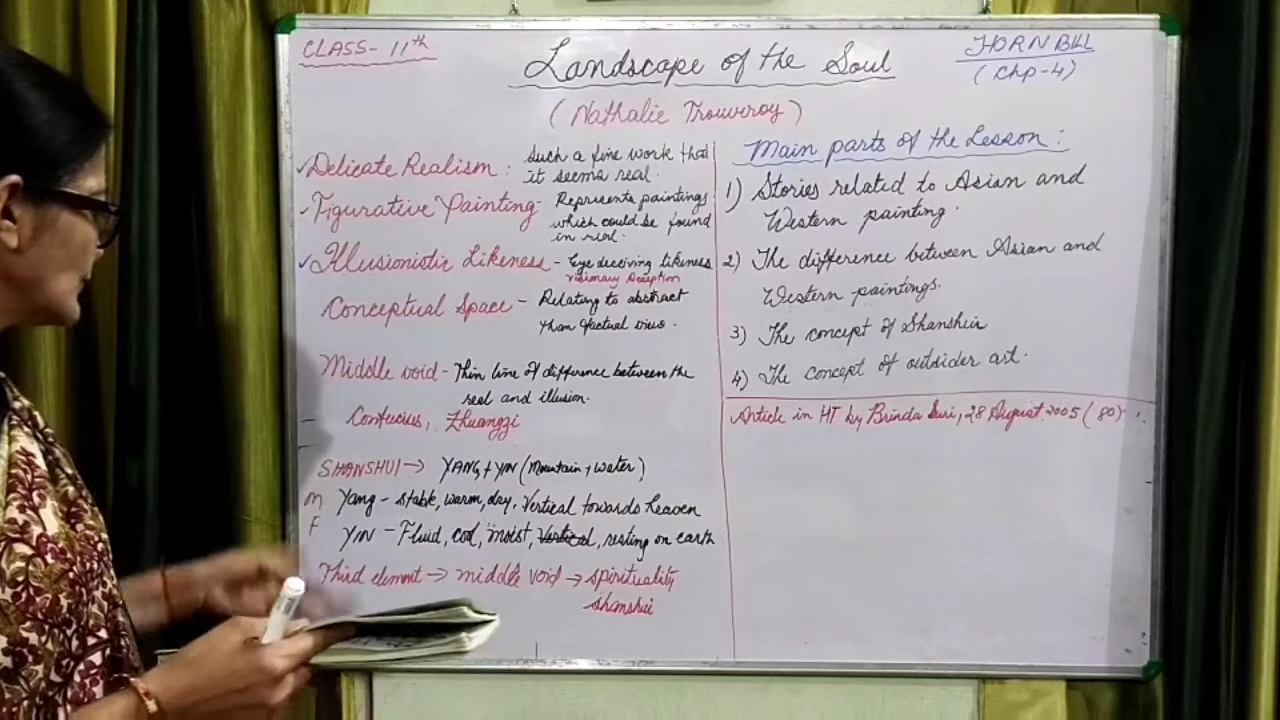 CLASS- 11th
Landscape of the Soul
HORNBILL
(Chp-4)
(Nathalie Trouveroy)
Delicate Realism : Such a fine work that
it seems real.
Figurative Painting- Represents paintings
which could be found
in real.
Illusionistic Likeness - Eye deceiving likeness
visionary deception
Conceptual Space - Relating to abstract
than factual view.
Middle void - Thin line of difference between the
real and illusion.
- Confucius, Zhuangzi
SHANSHUI → YANG + YIN (Mountain + water)
M Yang - stable, warm, dry, Vertical towards heaven
F YIN - Fluid, cool, moist, Vertical, resting on earth
Third element → middle void → spirituality
shanshui
Main parts of the Lesson :
1) Stories related to Asian and
Western painting.
2) The difference between Asian and
Western paintings.
3) The concept of Shanshui
4) The concept of outsider art.
Article in HT by Brinda Suri, 28 August 2005 (80)